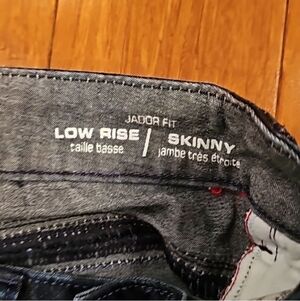 JADOR FIT
LOW RISE / SKINNY
taille basse / jambe très étroite